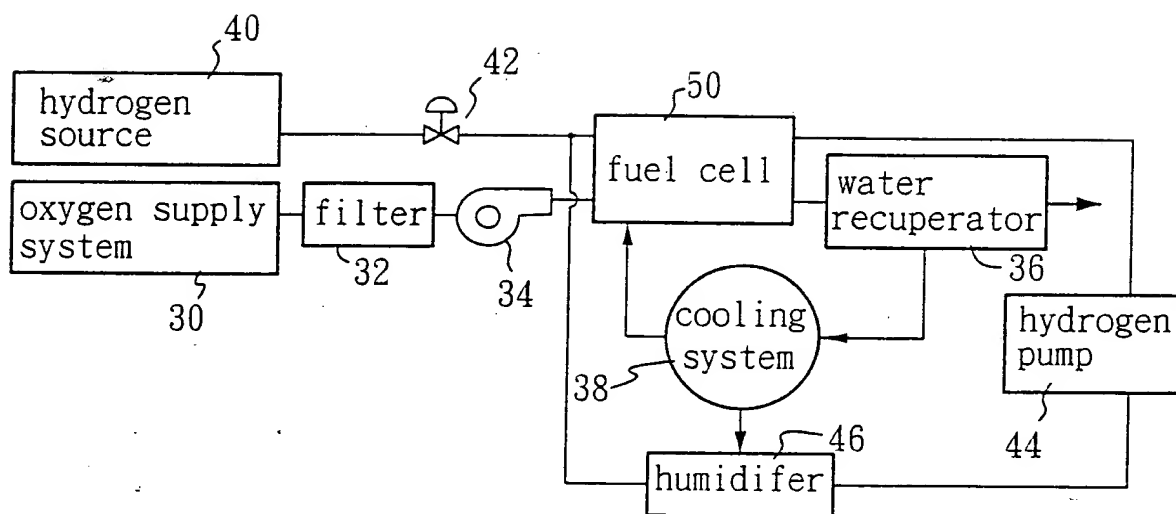 40
hydrogen
source
42
50
fuel cell
oxygen supply
system
30
filter
32
34
water
recuperator
36
cooling
system
38
hydrogen
pump
44
46
humidifer